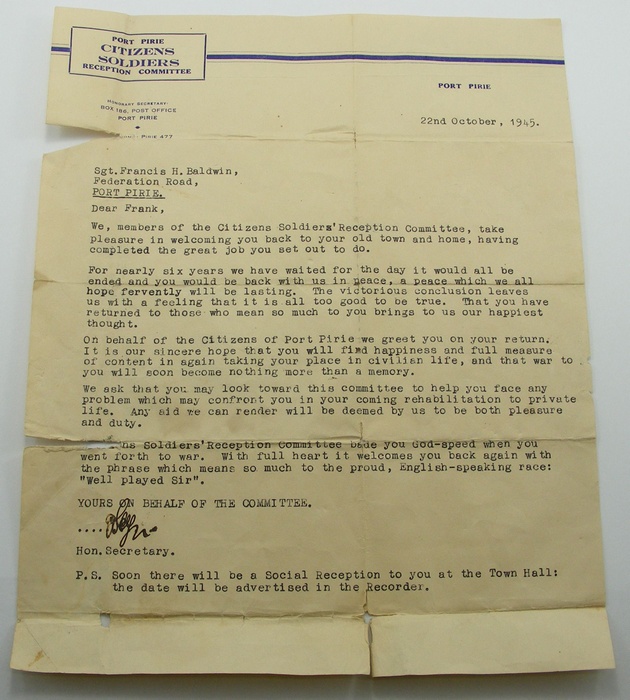 PORT PIRIE
CITIZENS
SOLDIERS
RECEPTION COMMITTEE
HONORARY SECRETARY:
BOX 186, POST OFFICE
PORT PIRIE
PIRIE 477
PORT PIRIE
22nd October, 1945.
Sgt.Francis H. Baldwin,
Federation Road,
PORT PIRIE.
Dear Frank,
We, members of the Citizens Soldiers'Reception Committee, take
pleasure in welcoming you back to your old town and home, having
completed the great job you set out to do.
For nearly six years we have waited for the day it would all be
ended and you would be back with us in peace, a peace which we all
hope fervently will be lasting. The victorious conclusion leaves
us with a feeling that it is all too good to be true. That you have
returned to those who mean so much to you brings to us our happiest
thought.
On behalf of the Citizens of Port Pirie we greet you on your return.
It is our sincere hope that you will find happiness and full measure
of content in again taking your place in civilian life, and that war to
you will soon become nothing more than a memory.
We ask that you may look toward this committee to help you face any
problem which may confront you in your coming rehabilitation to private
life. Any aid we can render will be deemed by us to be both pleasure
and duty.
ns Soldiers'Reception Committee bade you God-speed when you
went forth to war. With full heart it welcomes you back again with
the phrase which means so much to the proud, English-speaking race:
"Well played Sir".
YOURS ON BEHALF OF THE COMMITTEE.
....
Hon.Secretary.
P.S. Soon there will be a Social Reception to you at the Town Hall:
the date will be advertised in the Recorder.